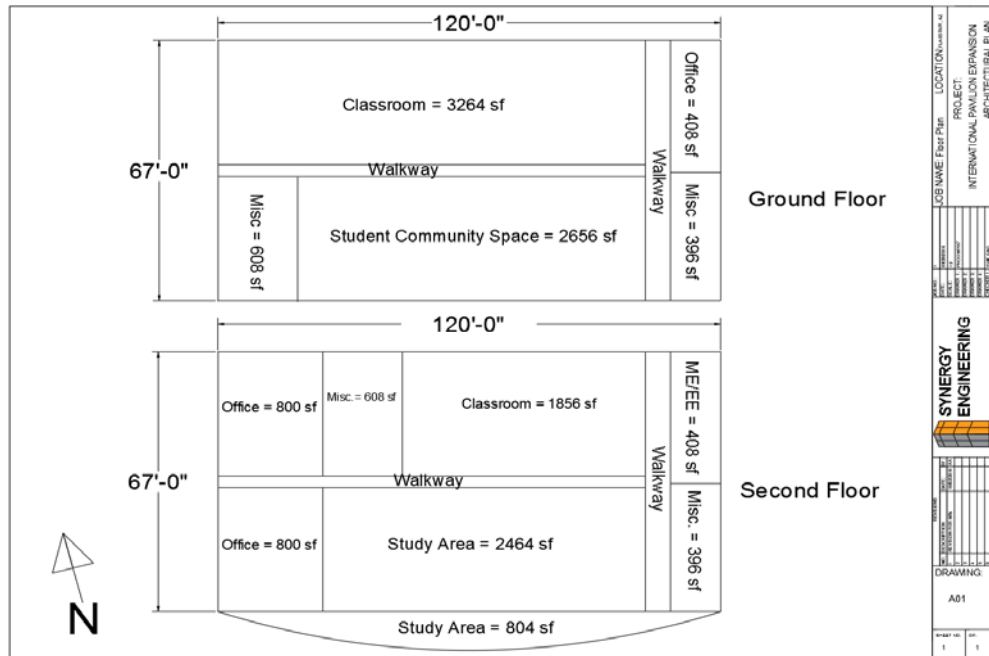 120'-0"
Classroom = 3264 sf
Office = 408 sf
67'-0"
Walkway
Walkway
Misc = 608 sf
Student Community Space = 2656 sf
Misc = 396 sf
Ground Floor
120'-0"
Office = 800 sf
Misc. = 608 sf
Classroom = 1856 sf
ME/EE = 408 sf
67'-0"
Walkway
Walkway
Second Floor
Office = 800 sf
Study Area = 2464 sf
Misc. = 396 sf
N
Study Area = 804 sf
JOB NAME: Floor Plan
LOCATION:
PROJECT:
INTERNATIONAL PAVILION EXPANSION
ARCHITECTURAL PLAN
SYNERGY
ENGINEERING
DRAWING:
A01
1
1